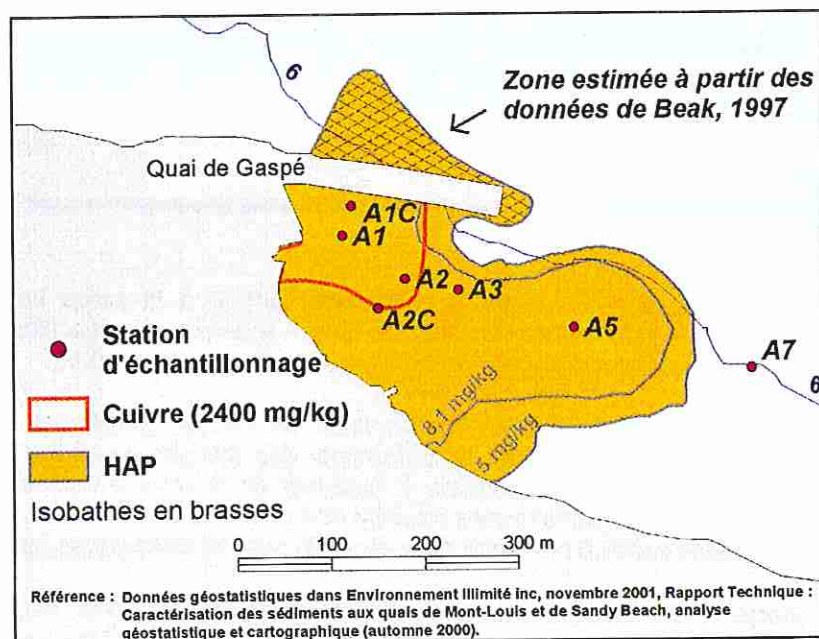 6
Zone estimée à partir des
données de Beak, 1997
Quai de Gaspé
A1C
A1
A2
A3
A2C
A5
A7
6
Station
d'échantillonnage
Cuivre (2400 mg/kg)
HAP
8,1 mg/kg
5 mg/kg
Isobathes en brasses
0 100 200 300 m
Référence : Données géostatistiques dans Environnement Illimité inc, novembre 2001, Rapport Technique :
Caractérisation des sédiments aux quais de Mont-Louis et de Sandy Beach, analyse
géostatistique et cartographique (automne 2000).